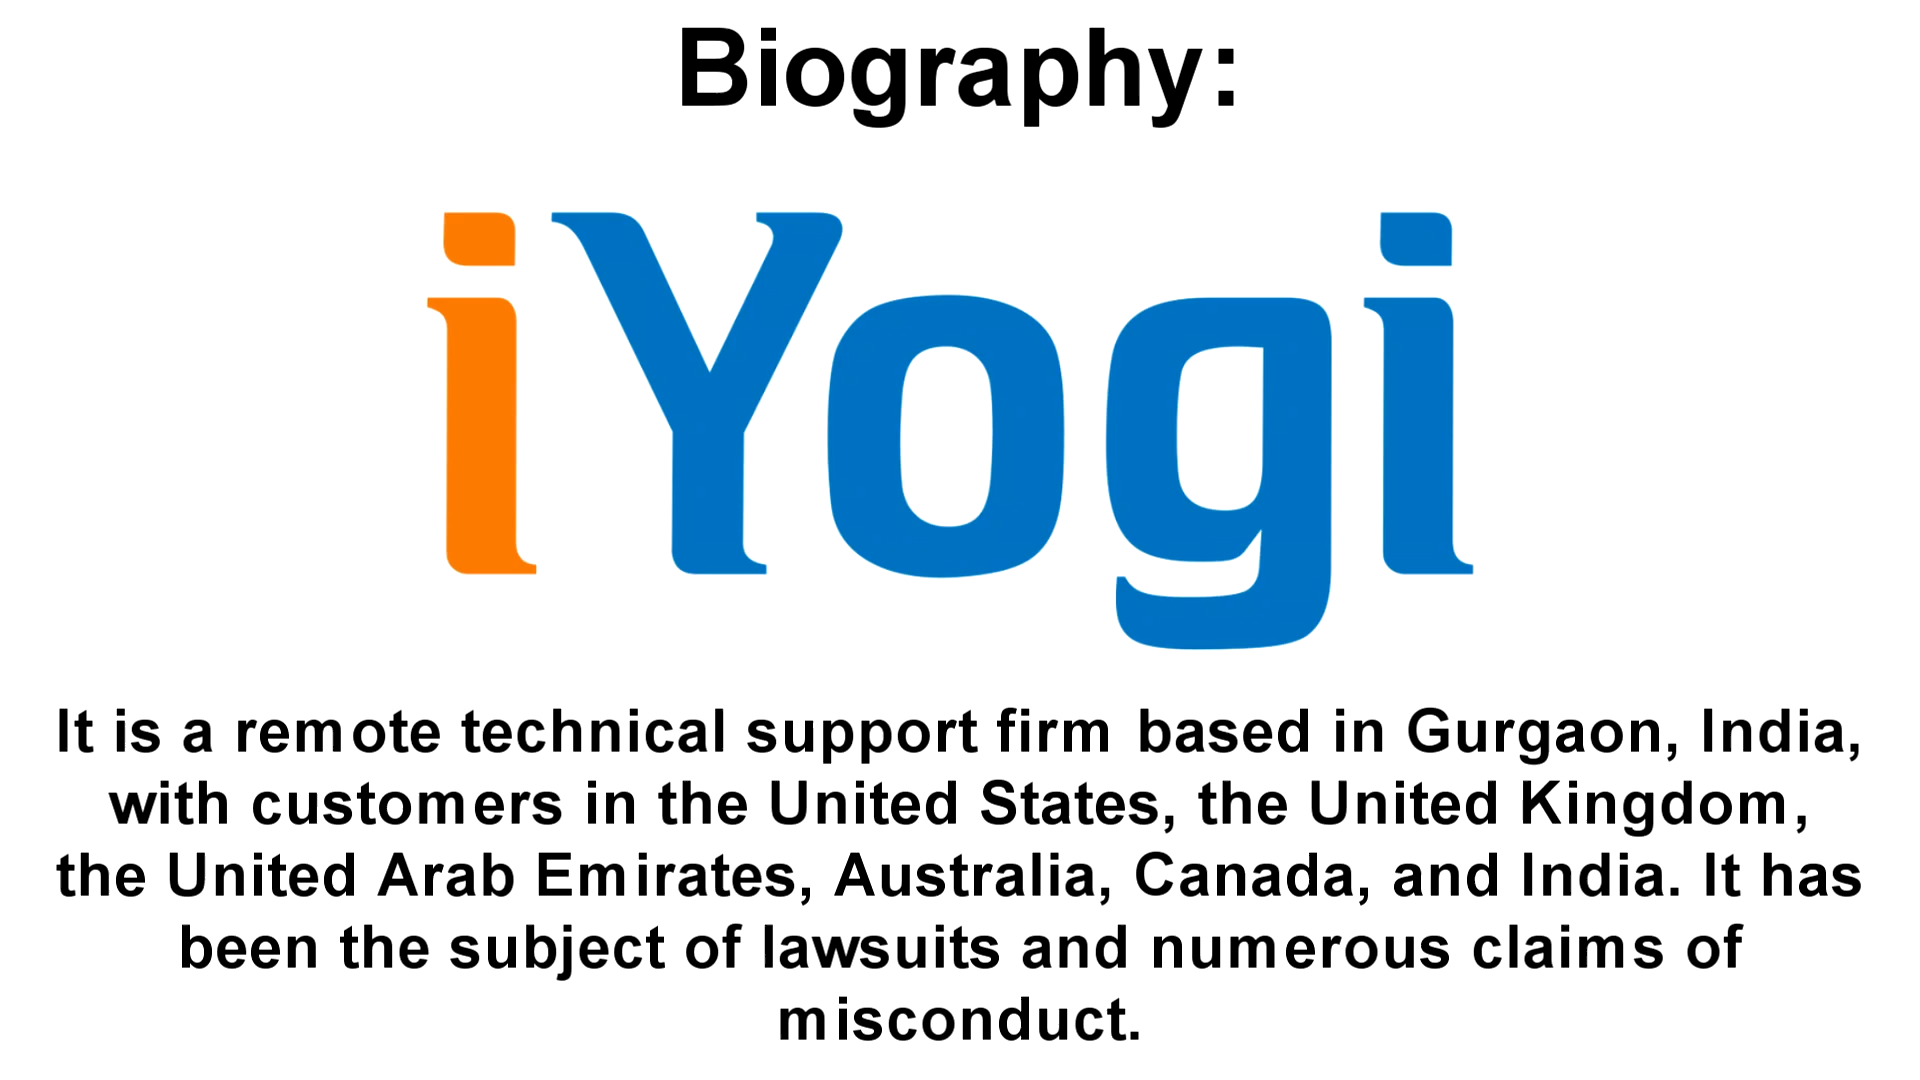 Biography:
iYogi
It is a remote technical support firm based in Gurgaon, India,
with customers in the United States, the United Kingdom,
the United Arab Emirates, Australia, Canada, and India. It has
been the subject of lawsuits and numerous claims of
misconduct.